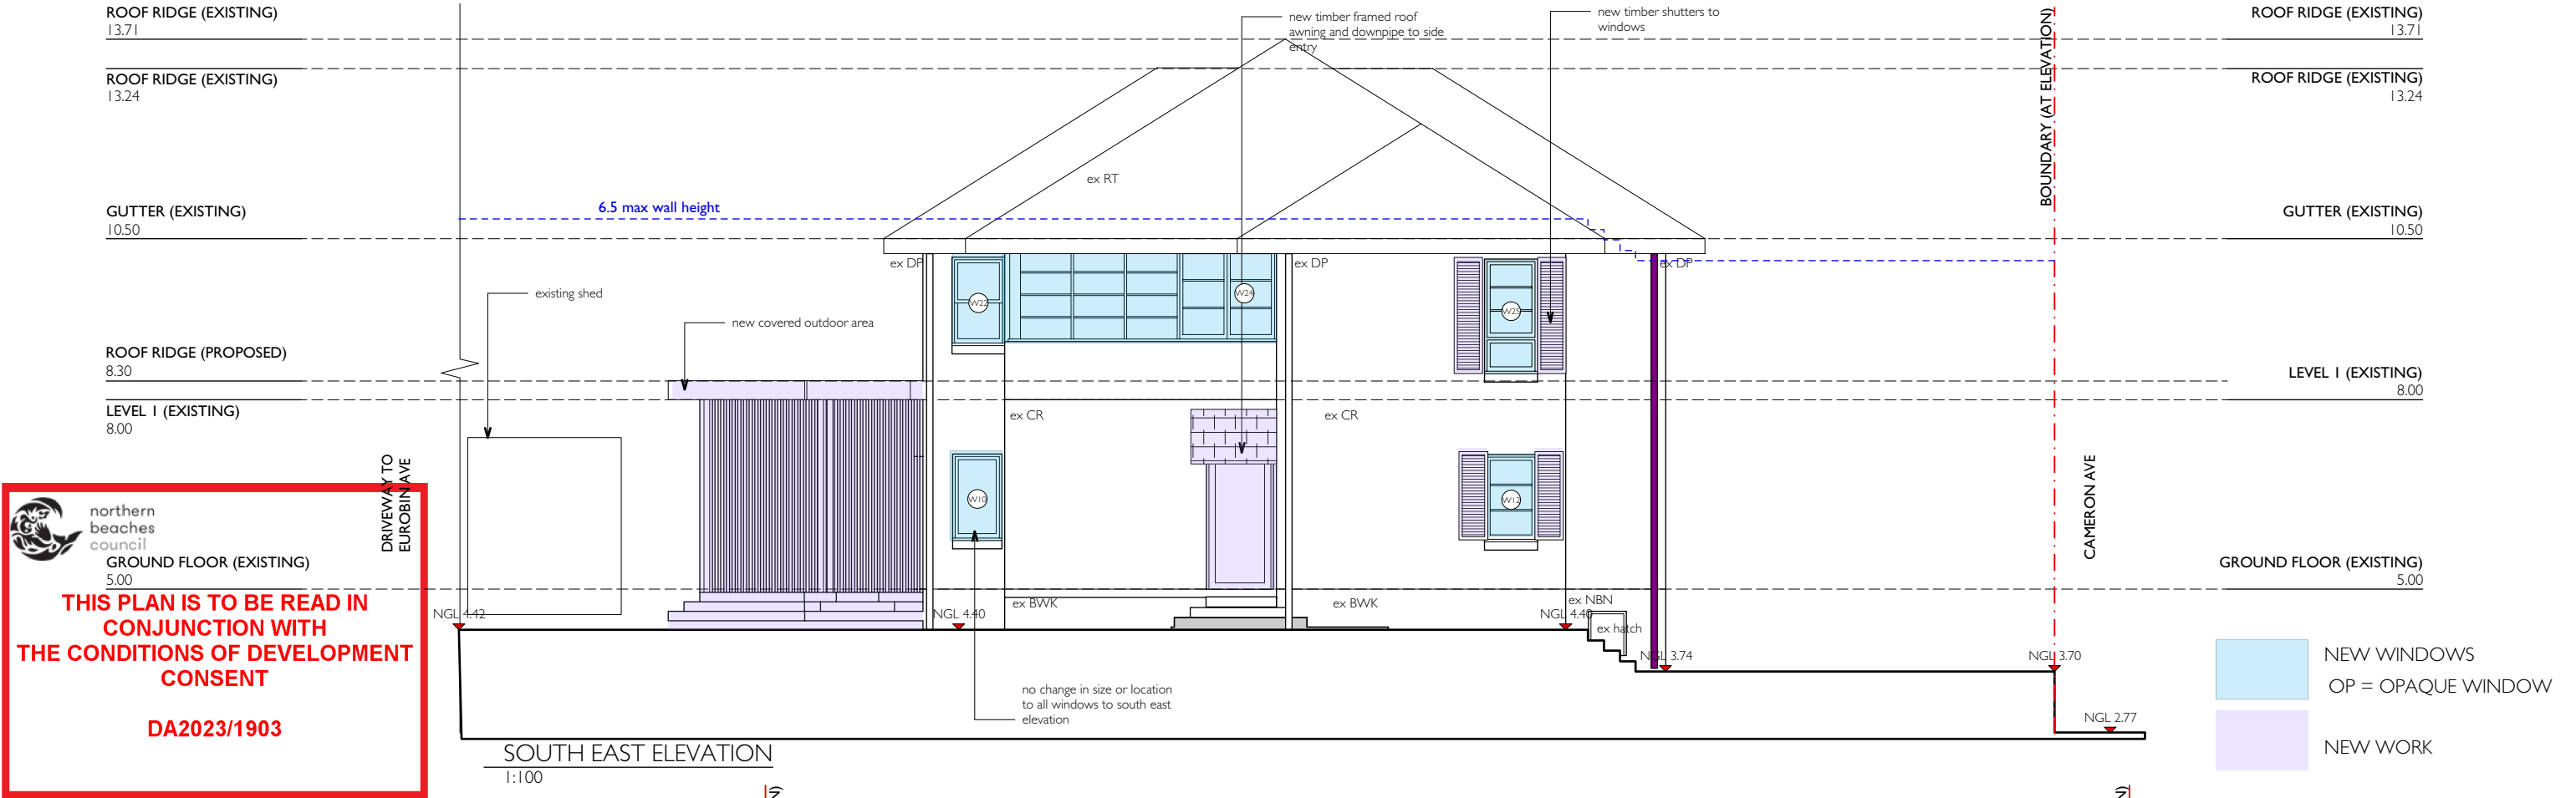 ROOF RIDGE (EXISTING)
13.71
ROOF RIDGE (EXISTING)
13.24
GUTTER (EXISTING)
10.50
ROOF RIDGE (PROPOSED)
8.30
LEVEL 1 (EXISTING)
8.00
GROUND FLOOR (EXISTING)
5.00
northern
beaches
council
THIS PLAN IS TO BE READ IN
CONJUNCTION WITH
THE CONDITIONS OF DEVELOPMENT
CONSENT
DA2023/1903
DRIVEWAY TO
EUROBIN AVE
6.5 max wall height
existing shed
new covered outdoor area
new timber framed roof
awning and downpipe to side
entry
new timber shutters to
windows
ex RT
ex DP
ex DP
ex DP
W22
W24
W25
ex CR
ex CR
W10
W12
ex BWK
ex BWK
ex NBN
ex hatch
NGL 4.42
NGL 4.40
NGL 4.40
NGL 3.74
NGL 3.70
NGL 2.77
no change in size or location
to all windows to south east
elevation
SOUTH EAST ELEVATION
1:100
BOUNDARY (AT ELEVATION)
CAMERON AVE
ROOF RIDGE (EXISTING)
13.71
ROOF RIDGE (EXISTING)
13.24
GUTTER (EXISTING)
10.50
LEVEL 1 (EXISTING)
8.00
GROUND FLOOR (EXISTING)
5.00
NEW WINDOWS
OP = OPAQUE WINDOW
NEW WORK